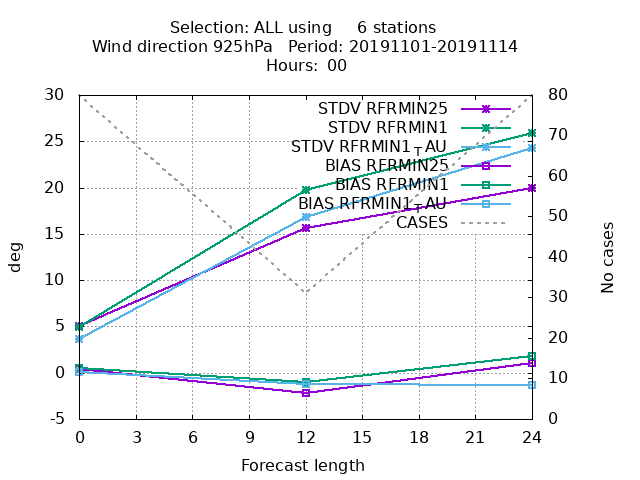 Selection: ALL using 6 stations
Wind direction 925hPa Period: 20191101-20191114
Hours: 00
30 80
STDV RFRMIN25
STDV RFRMIN1
STDV RFRMIN1_TAU
BIAS RFRMIN25
BIAS RFRMIN1
BIAS RFRMIN1_TAU
CASES
25
20
15
10
5
0
-5
70
60
50
40
30
20
10
0
deg
No cases
0 3 6 9 12 15 18 21 24
Forecast length